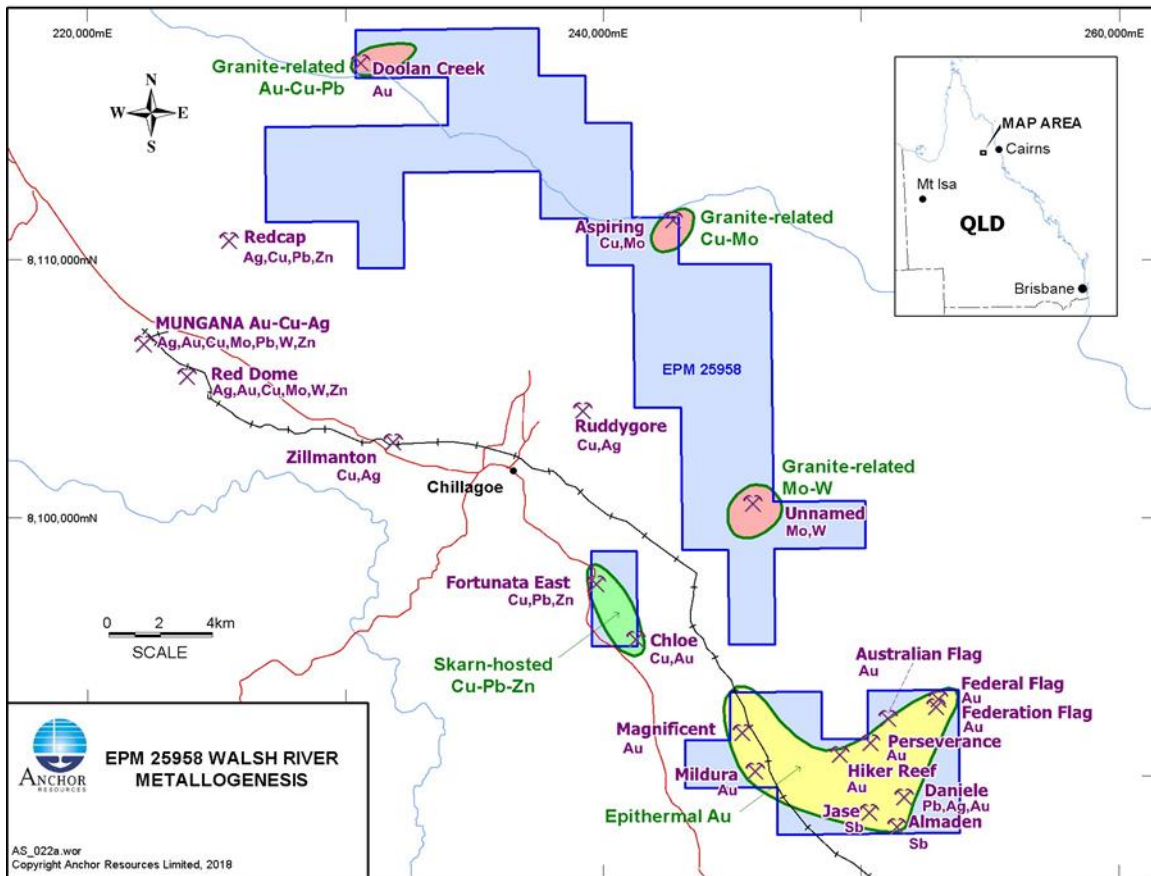 220,000mE
240,000mE
260,000mE
Granite-related
Au-Cu-Pb
Doolan Creek
Au
N
W
E
S
MAP AREA
Cairns
Mt Isa
QLD
Brisbane
Aspiring
Cu,Mo
Granite-related
Cu-Mo
Redcap
Ag,Cu,Pb,Zn
8,110,000mN
MUNGANA Au-Cu-Ag
Ag,Au,Cu,Mo,Pb,W,Zn
Red Dome
Ag,Au,Cu,Mo,W,Zn
EPM 25958
Ruddygore
Cu,Ag
Zillmanton
Cu,Ag
Chillagoe
Granite-related
Mo-W
Unnamed
Mo,W
8,100,000mN
Fortunata East
Cu,Pb,Zn
0 2 4km
SCALE
Chloe
Cu,Au
Skarn-hosted
Cu-Pb-Zn
Australian Flag
Au
Federal Flag
Au
Federation Flag
Au
Magnificent
Au
Perseverance
Au
Hiker Reef
Au
Mildura
Au
Daniele
Pb,Ag,Au
Epithermal Au
Jase
Sb
Almaden
Sb
ANCHOR
RESOURCES
EPM 25958 WALSH RIVER
METALLOGENESIS
AS_022a.wor
Copyright Anchor Resources Limited, 2018